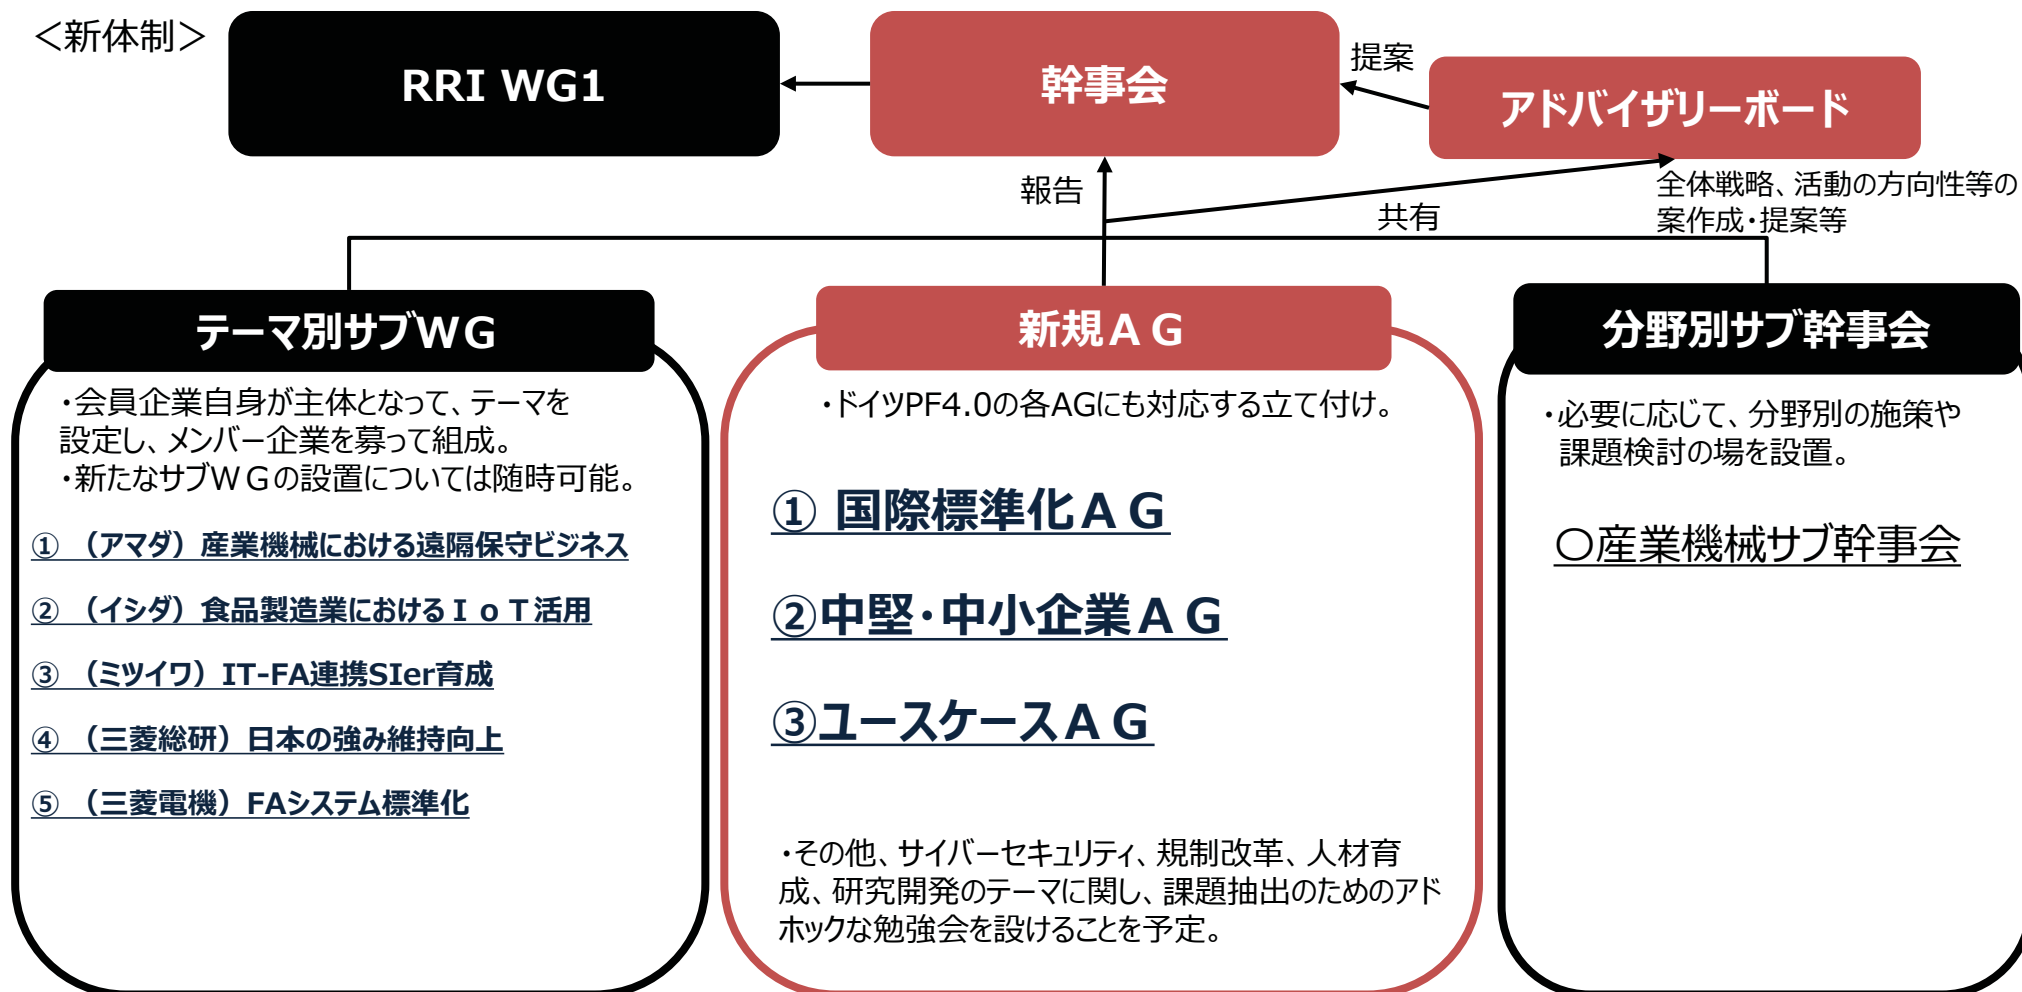 ＜新体制＞
RRI WG1
幹事会
提案
アドバイザリーボード
報告
共有
全体戦略、活動の方向性等の
案作成・提案等
テーマ別サブWG
・会員企業自身が主体となって、テーマを
設定し、メンバー企業を募って組成。
・新たなサブWGの設置については随時可能。
① （アマダ）産業機械における遠隔保守ビジネス
② （イシダ）食品製造業におけるＩｏＴ活用
③ （ミツイワ）IT-FA連携SIer育成
④ （三菱総研）日本の強み維持向上
⑤ （三菱電機）FAシステム標準化
新規ＡＧ
・ドイツPF4.0の各AGにも対応する立て付け。
① 国際標準化ＡＧ
②中堅・中小企業ＡＧ
③ユースケースＡＧ
・その他、サイバーセキュリティ、規制改革、人材育
成、研究開発のテーマに関し、課題抽出のためのアド
ホックな勉強会を設けることを予定。
分野別サブ幹事会
・必要に応じて、分野別の施策や
課題検討の場を設置。
〇産業機械サブ幹事会